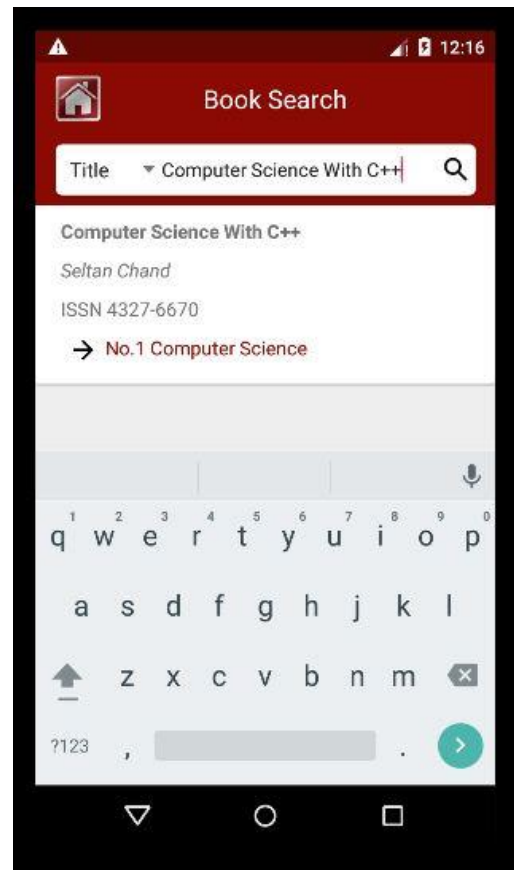 12:16
Book Search
Title Computer Science With C++
Computer Science With C++
Seltan Chand
ISSN 4327-6670
→ No.1 Computer Science
1 2 3 4 5 6 7 8 9 0
q w e r t y u i o p
a s d f g h j k l
z x c v b n m
?123 , .